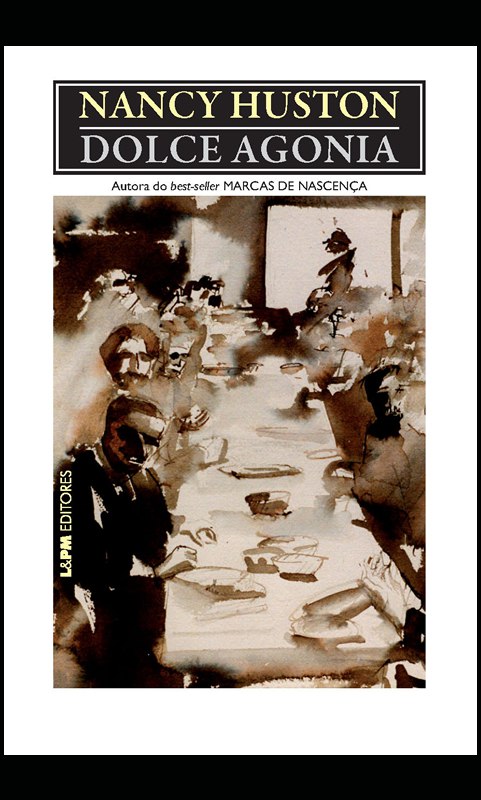 NANCY HUSTON
DOLCE AGONIA
Autora do best-seller MARCAS DE NASCENÇA
L&PM EDITORES